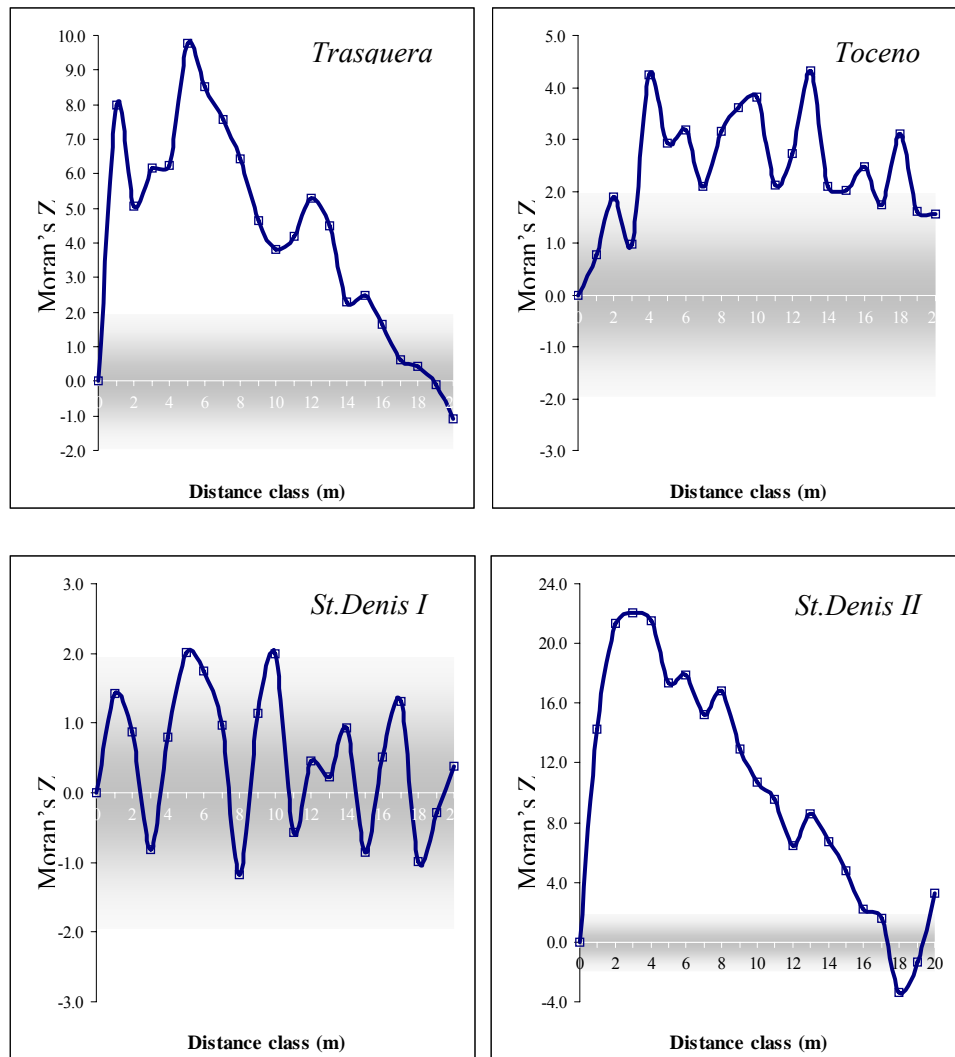 Trasquera
10.0
9.0
8.0
7.0
6.0
5.0
4.0
3.0
2.0
1.0
0.0
-1.0
-2.0
Moran's Z
0 2 4 6 8 10 12 14 16 18 2
Distance class (m)
Toceno
5.0
4.0
3.0
2.0
1.0
0.0
-1.0
-2.0
-3.0
Moran's Z
0 2 4 6 8 10 12 14 16 18 2
Distance class (m)
St.Denis I
3.0
2.0
1.0
0.0
-1.0
-2.0
-3.0
Moran's Z
0 2 4 6 8 10 12 14 16 18 2
Distance class (m)
St.Denis II
24.0
20.0
16.0
12.0
8.0
4.0
0.0
-4.0
Moran's Z
0 2 4 6 8 10 12 14 16 18 20
Distance class (m)